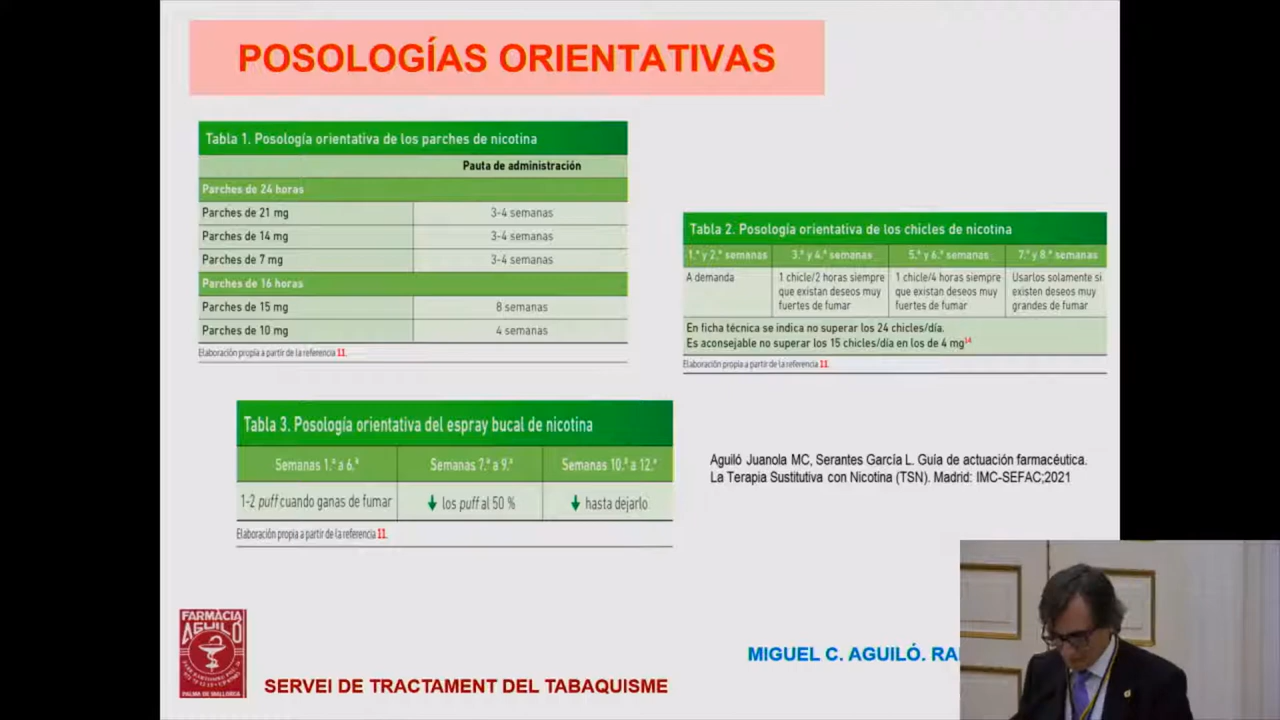 POSOLOGÍAS ORIENTATIVAS
Tabla 1. Posología orientativa de los parches de nicotina
Pauta de administración
Parches de 24 horas
Parches de 21 mg 3-4 semanas
Parches de 14 mg 3-4 semanas
Parches de 7 mg 3-4 semanas
Parches de 16 horas
Parches de 15 mg 8 semanas
Parches de 10 mg 4 semanas
Elaboración propia a partir de la referencia 11.
Tabla 2. Posología orientativa de los chicles de nicotina
1.ª y 2.ª semanas 3.ª y 4.ª semanas 5.ª y 6.ª semanas 7.ª y 8.ª semanas
A demanda 1 chicle/2 horas siempre 1 chicle/4 horas siempre Usarlos solamente si
que existan deseos muy que existan deseos muy existen deseos muy
fuertes de fumar fuertes de fumar grandes de fumar
En ficha técnica se indica no superar los 24 chicles/día.
Es aconsejable no superar los 15 chicles/día en los de 4 mg14
Elaboración propia a partir de la referencia 11.
Tabla 3. Posología orientativa del espray bucal de nicotina
Semanas 1.ª a 6.ª Semanas 7.ª a 9.ª Semanas 10.ª a 12.ª
1-2 puff cuando ganas de fumar ↓ los puff al 50 % ↓ hasta dejarlo
Elaboración propia a partir de la referencia 11.
Aguiló Juanola MC, Serantes García L. Guía de actuación farmacéutica.
La Terapia Sustitutiva con Nicotina (TSN). Madrid: IMC-SEFAC;2021
FARMÀCIA
AGUILÓ
PALMA DE MALLORCA
MIGUEL C. AGUILÓ. RA
SERVEI DE TRACTAMENT DEL TABAQUISME